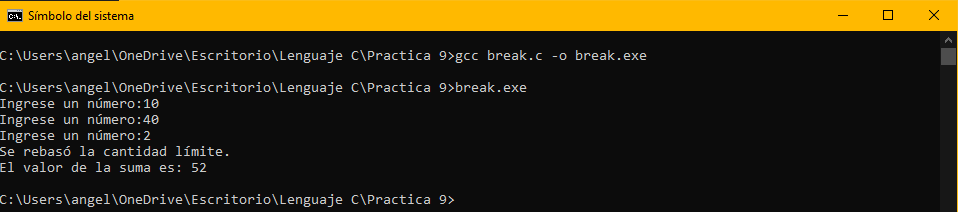 Símbolo del sistema
C:\Users\angel\OneDrive\Escritorio\Lenguaje C\Practica 9>gcc break.c -o break.exe
C:\Users\angel\OneDrive\Escritorio\Lenguaje C\Practica 9>break.exe
Ingrese un número:10
Ingrese un número:40
Ingrese un número:2
Se rebasó la cantidad límite.
El valor de la suma es: 52
C:\Users\angel\OneDrive\Escritorio\Lenguaje C\Practica 9>